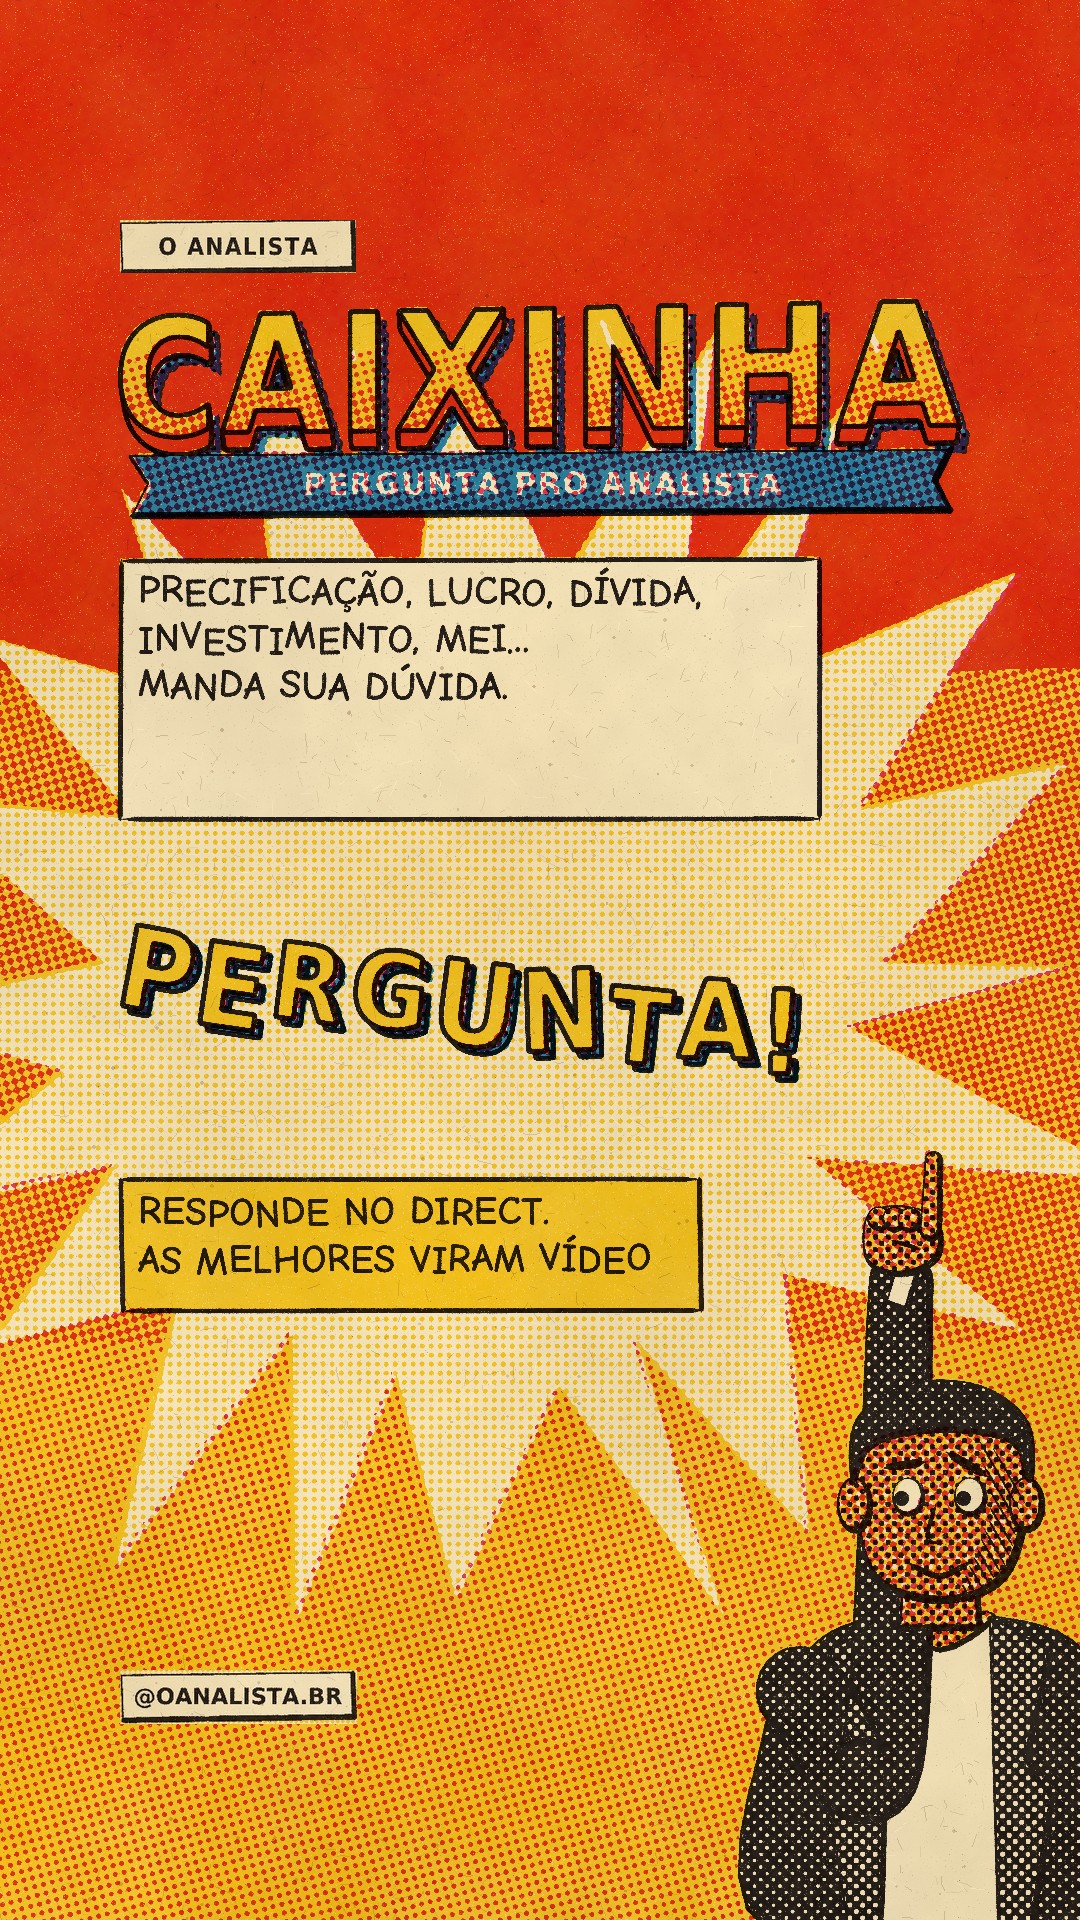 O ANALISTA
CAIXINHA
PERGUNTA PRO ANALISTA
PRECIFICAÇÃO, LUCRO, DÍVIDA,
INVESTIMENTO, MEI...
MANDA SUA DÚVIDA.
PERGUNTA!
RESPONDE NO DIRECT.
AS MELHORES VIRAM VÍDEO
@OANALISTA.BR